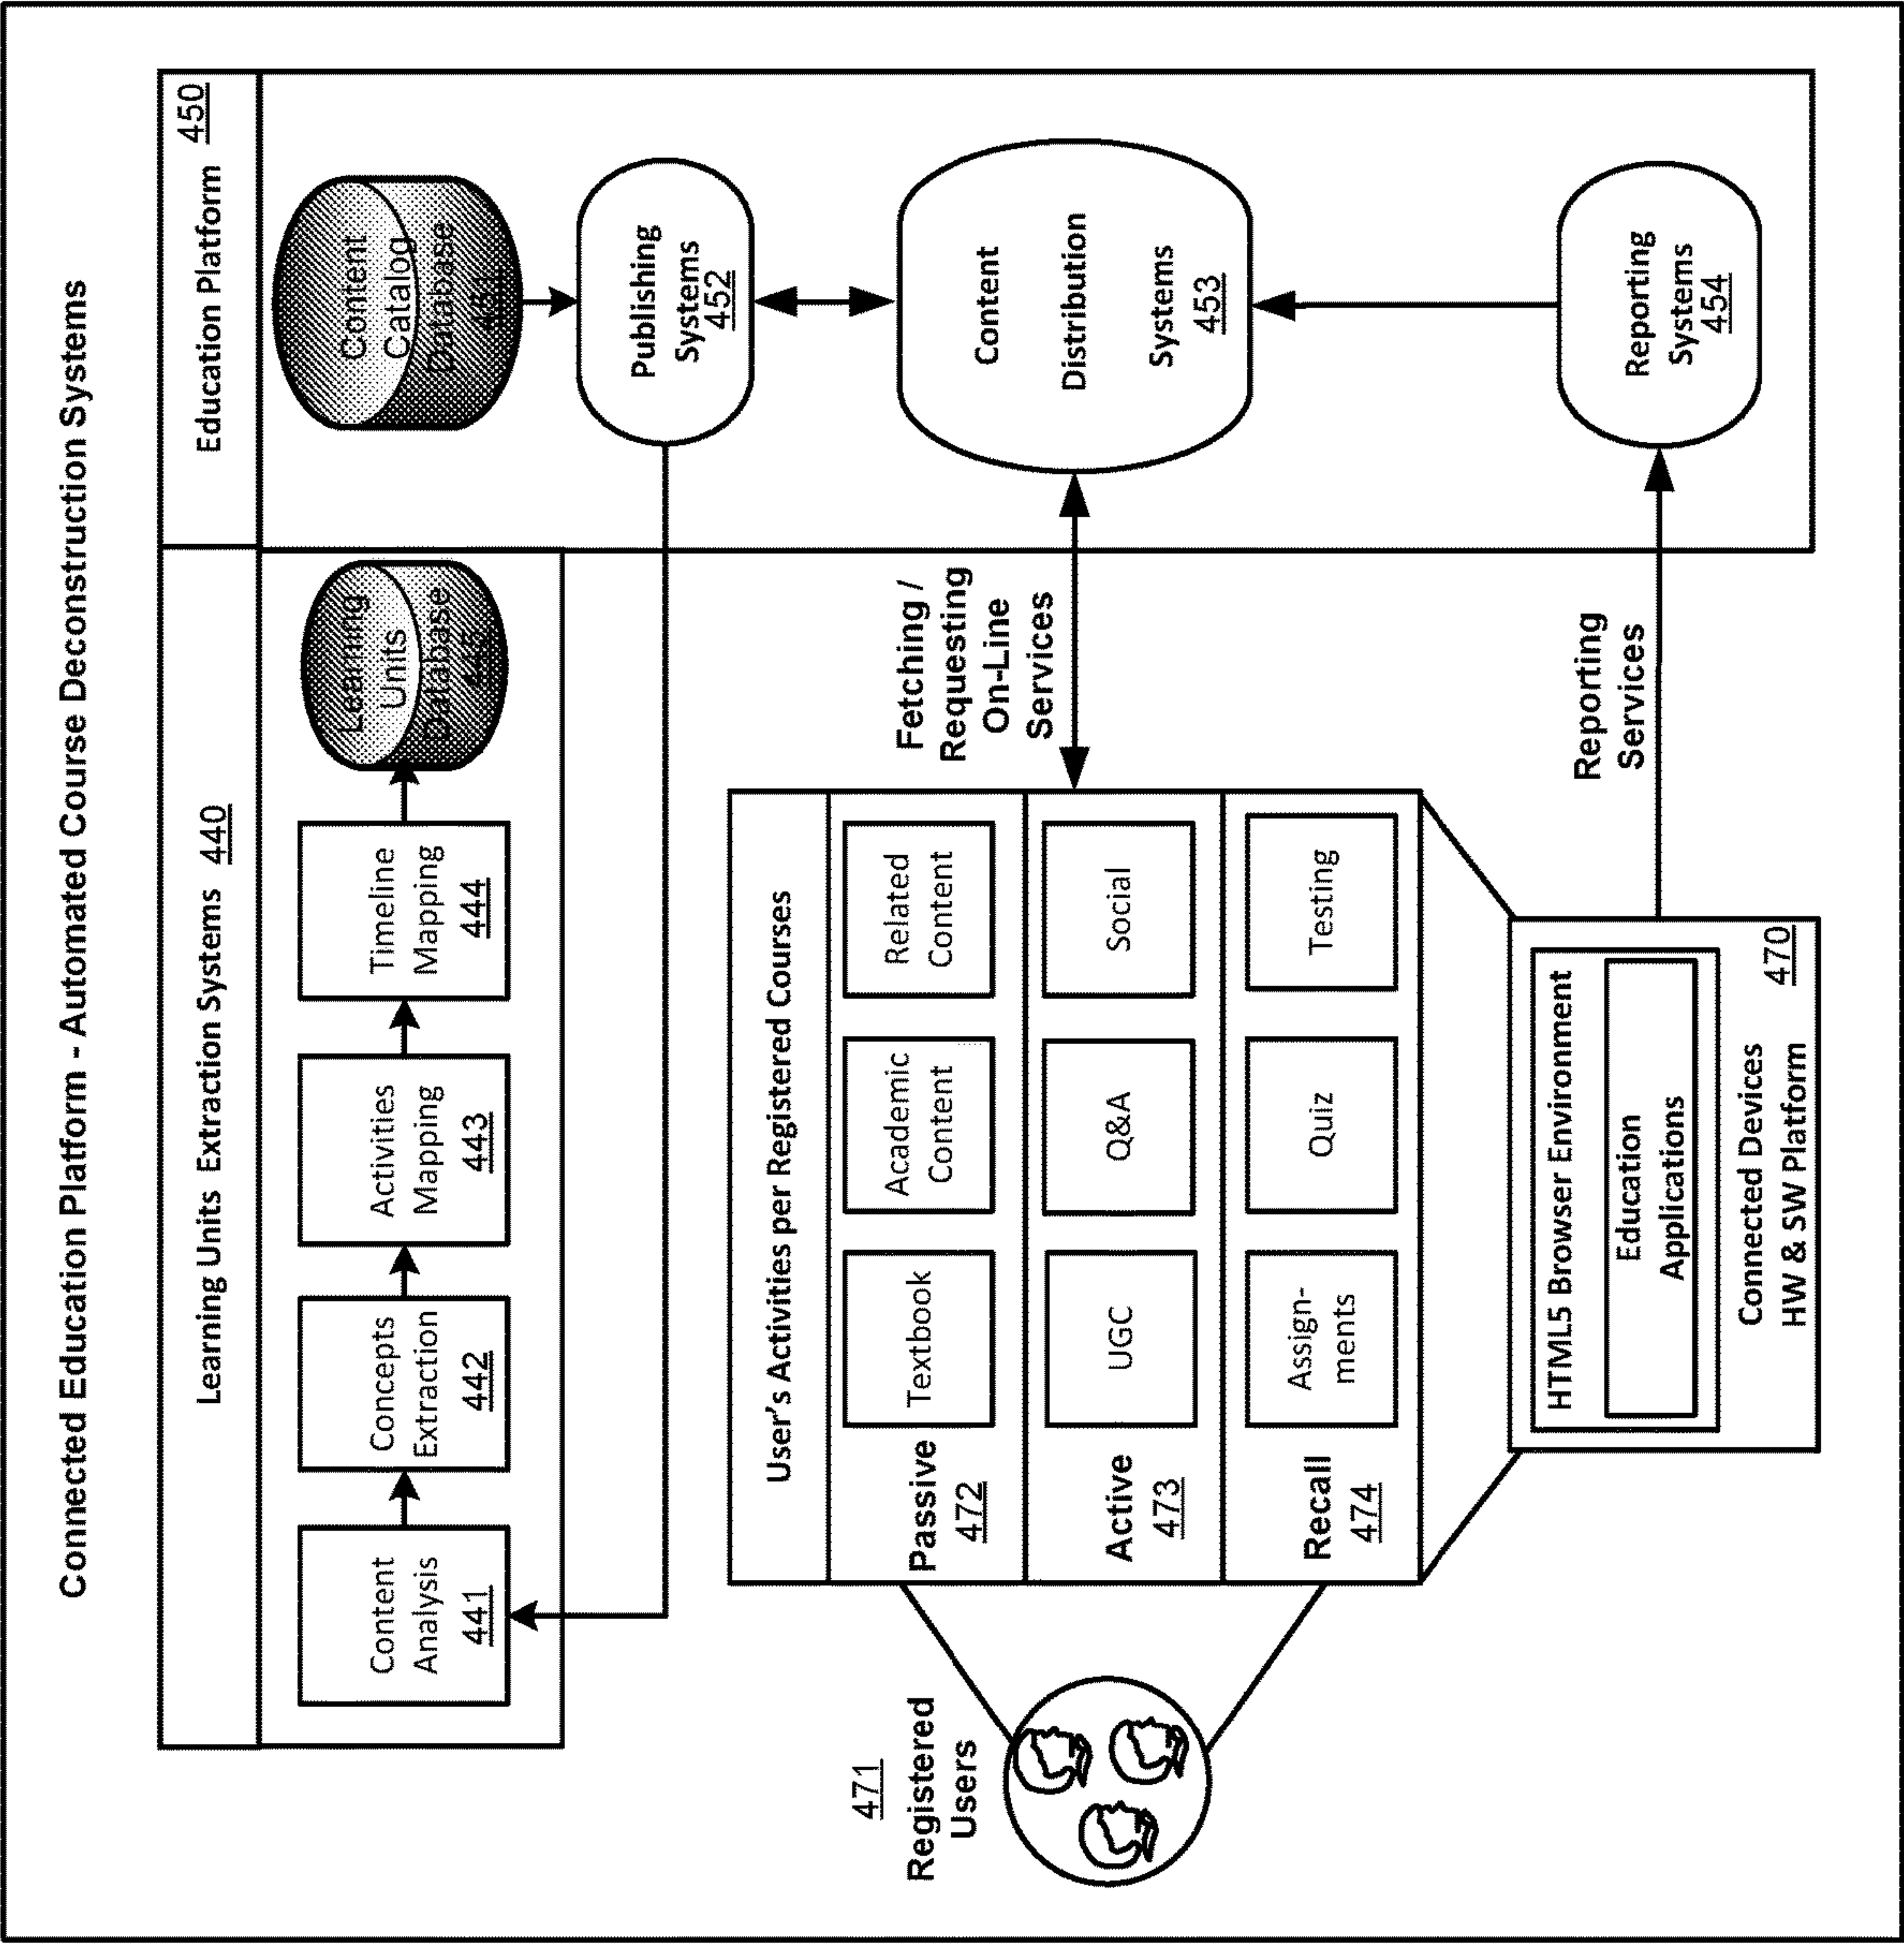 Connected Education Platform - Automated Course Deconstruction Systems
Learning Units Extraction Systems 440
Education Platform 450
Content
Analysis
441
Concepts
Extraction
442
Activities
Mapping
443
Timeline
Mapping
444
Learning
Units
Database
445
Content
Catalog
Database
451
Publishing
Systems
452
Content
Distribution
Systems
453
Reporting
Systems
454
Fetching /
Requesting
On-Line
Services
Reporting
Services
471
Registered
Users
User's Activities per Registered Courses
Passive
472
Textbook
Academic
Content
Related
Content
Active
473
UGC
Q&A
Social
Recall
474
Assign-
ments
Quiz
Testing
HTML5 Browser Environment
Education
Applications
Connected Devices
HW & SW Platform
470